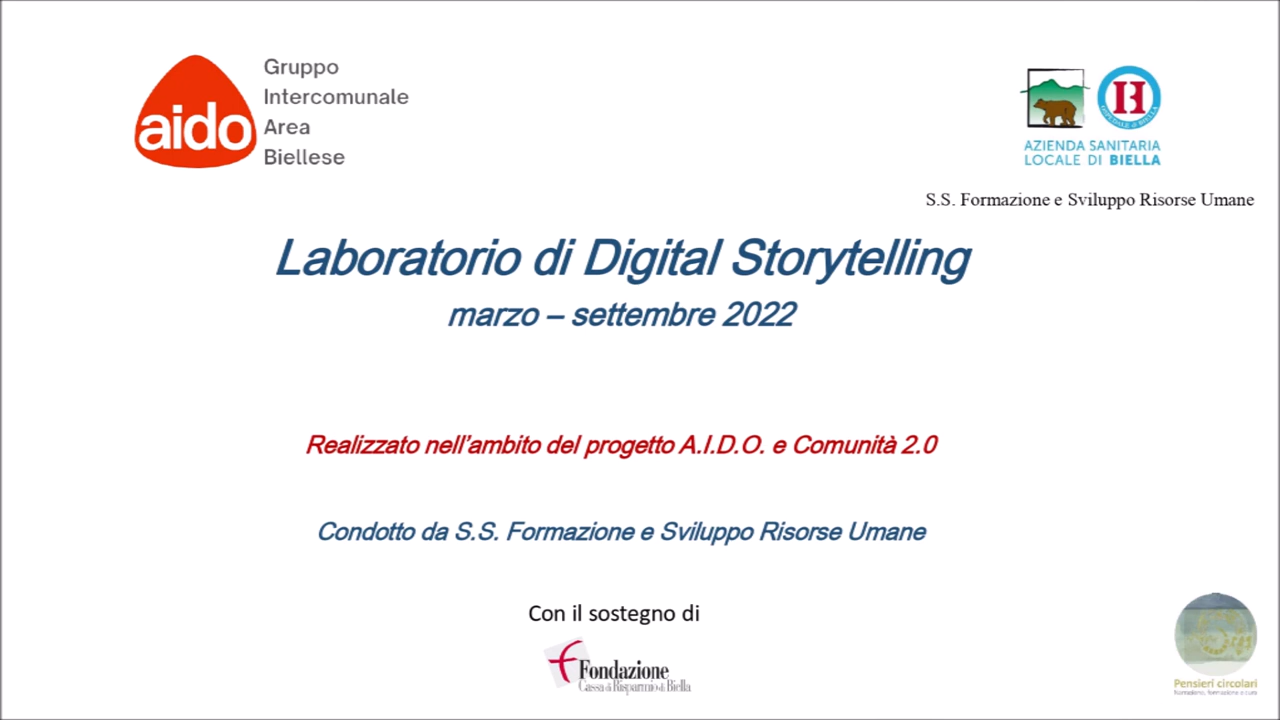 aido
Gruppo
Intercomunale
Area
Biellese
AZIENDA SANITARIA
LOCALE DI BIELLA
S.S. Formazione e Sviluppo Risorse Umane
Laboratorio di Digital Storytelling
marzo – settembre 2022
Realizzato nell'ambito del progetto A.I.D.O. e Comunità 2.0
Condotto da S.S. Formazione e Sviluppo Risorse Umane
Con il sostegno di
Fondazione
Cassa di Risparmio di Biella
Pensieri circolari